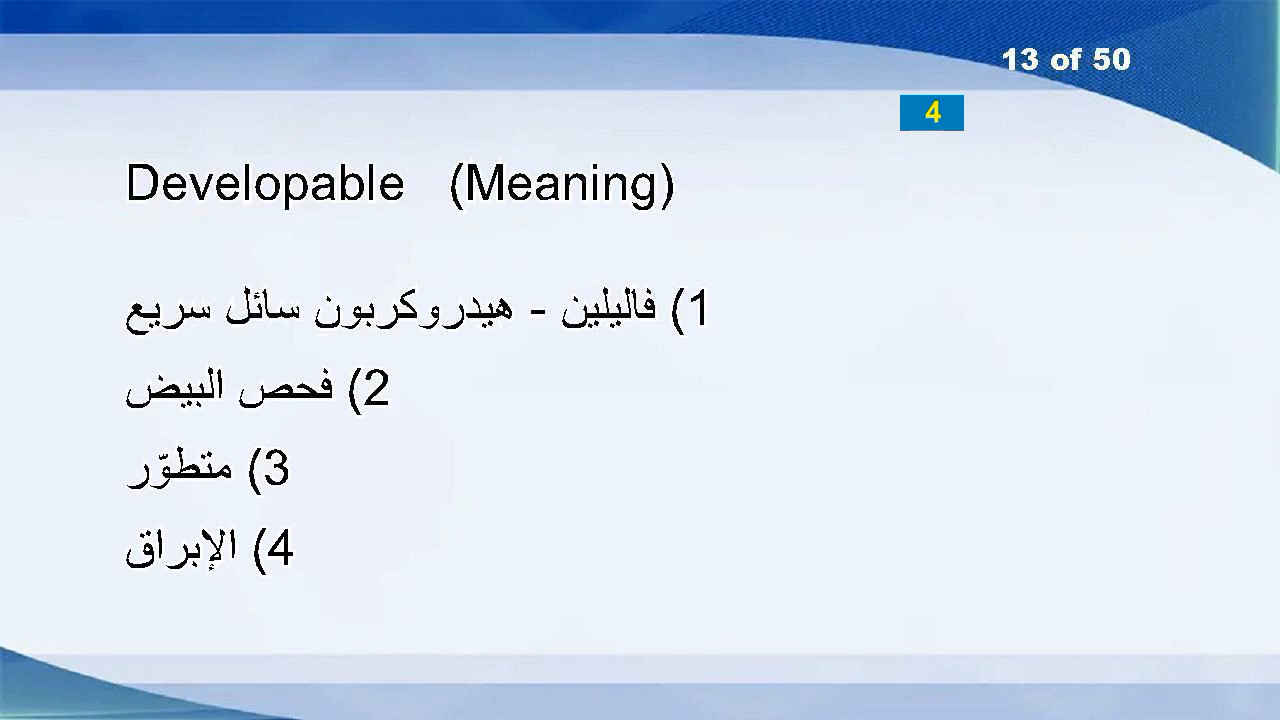 13 of 50
4
Developable (Meaning)
1) فاليلين - هيدروكربون سائل سريع
2) فحص البيض
3) متطوّر
4) الإبراق